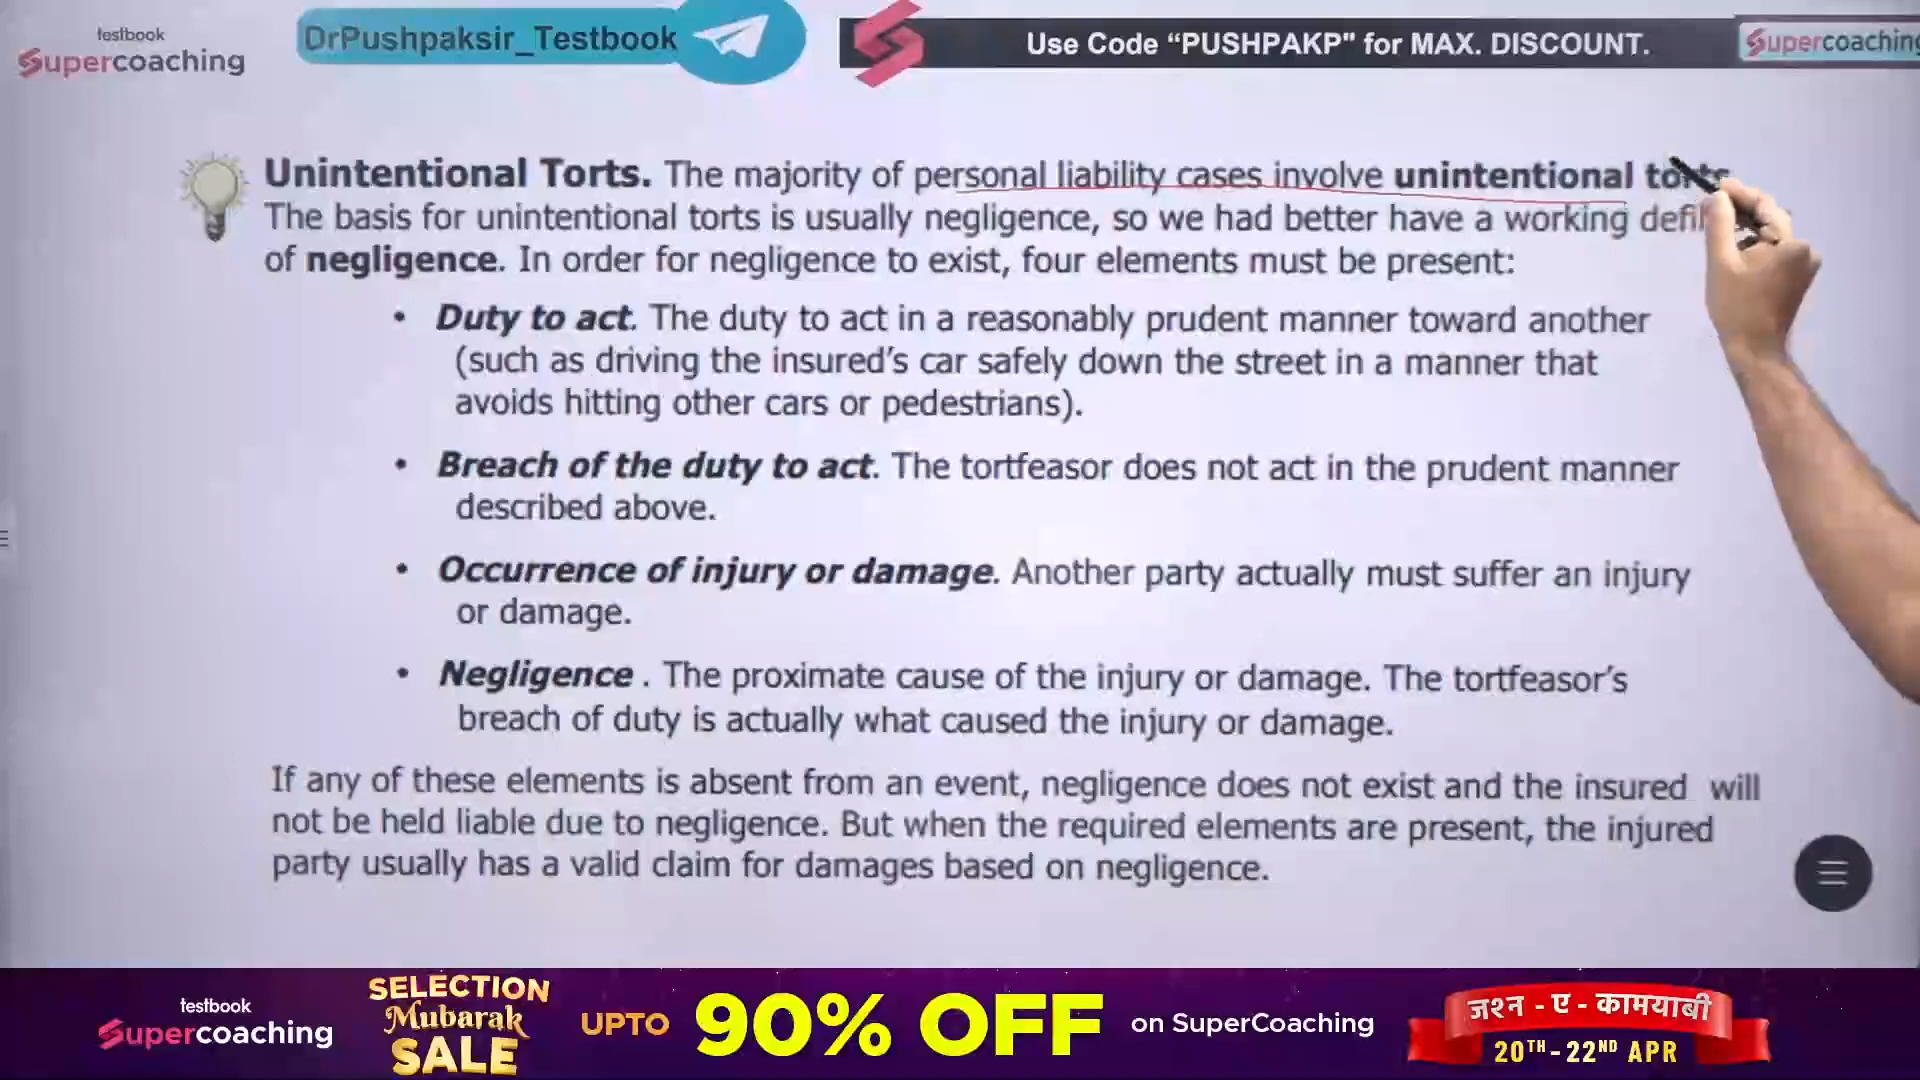 testbook
Supercoaching
DrPushpaksir_Testbook
Use Code “PUSHPAKP" for MAX. DISCOUNT.
Supercoaching
Unintentional Torts. The majority of personal liability cases involve unintentional torts
The basis for unintentional torts is usually negligence, so we had better have a working
of negligence. In order for negligence to exist, four elements must be present:
• Duty to act. The duty to act in a reasonably prudent manner toward another
(such as driving the insured’s car safely down the street in a manner that
avoids hitting other cars or pedestrians).
• Breach of the duty to act. The tortfeasor does not act in the prudent manner
described above.
• Occurrence of injury or damage. Another party actually must suffer an injury
or damage.
• Negligence . The proximate cause of the injury or damage. The tortfeasor’s
breach of duty is actually what caused the injury or damage.
If any of these elements is absent from an event, negligence does not exist and the insured will
not be held liable due to negligence. But when the required elements are present, the injured
party usually has a valid claim for damages based on negligence.
testbook
Supercoaching
SELECTION
Mubarak
SALE
UPTO 90% OFF on SuperCoaching
जश्न - ए - कामयाबी
20TH - 22ND APR